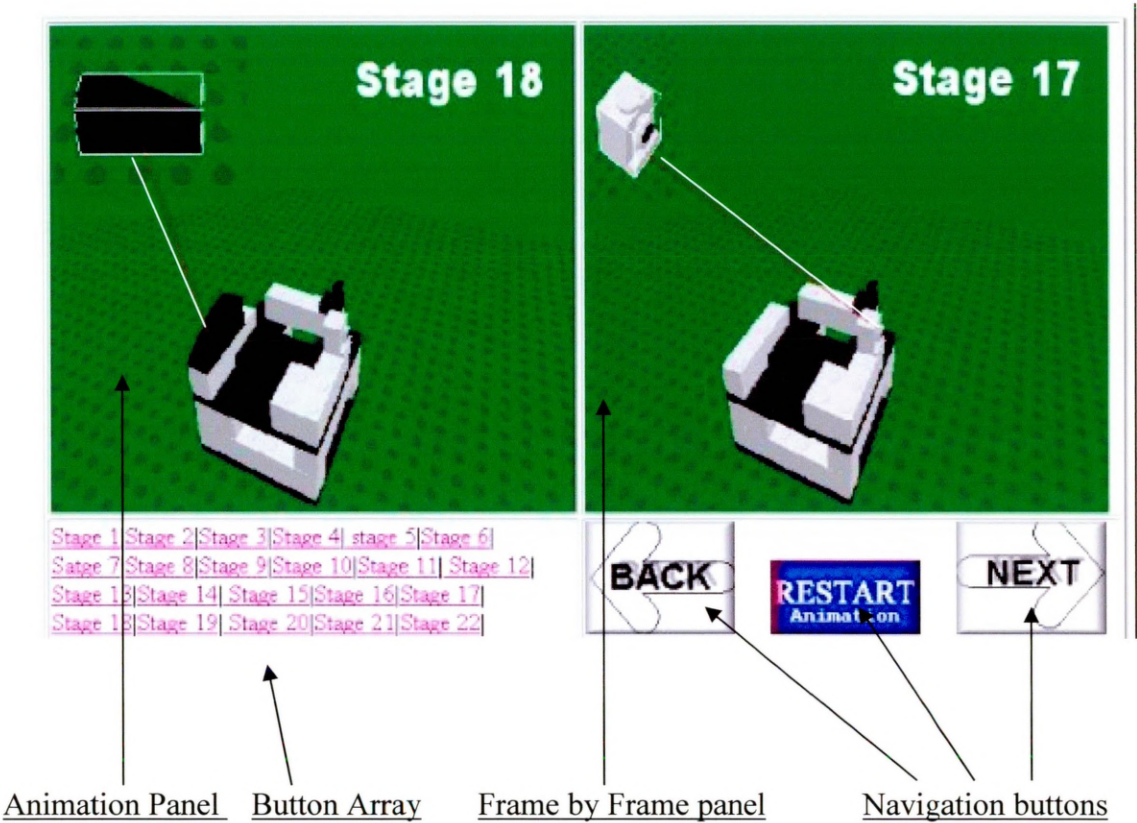 Stage 18
Stage 17
Stage 1|Stage 2|Stage 3|Stage 4| stage 5|Stage 6|
Satge 7|Stage 8|Stage 9|Stage 10|Stage 11| Stage 12|
Stage 13|Stage 14| Stage 15|Stage 16|Stage 17|
Stage 18|Stage 19| Stage 20|Stage 21|Stage 22|
BACK
RESTART
Animation
NEXT
Animation Panel
Button Array
Frame by Frame panel
Navigation buttons